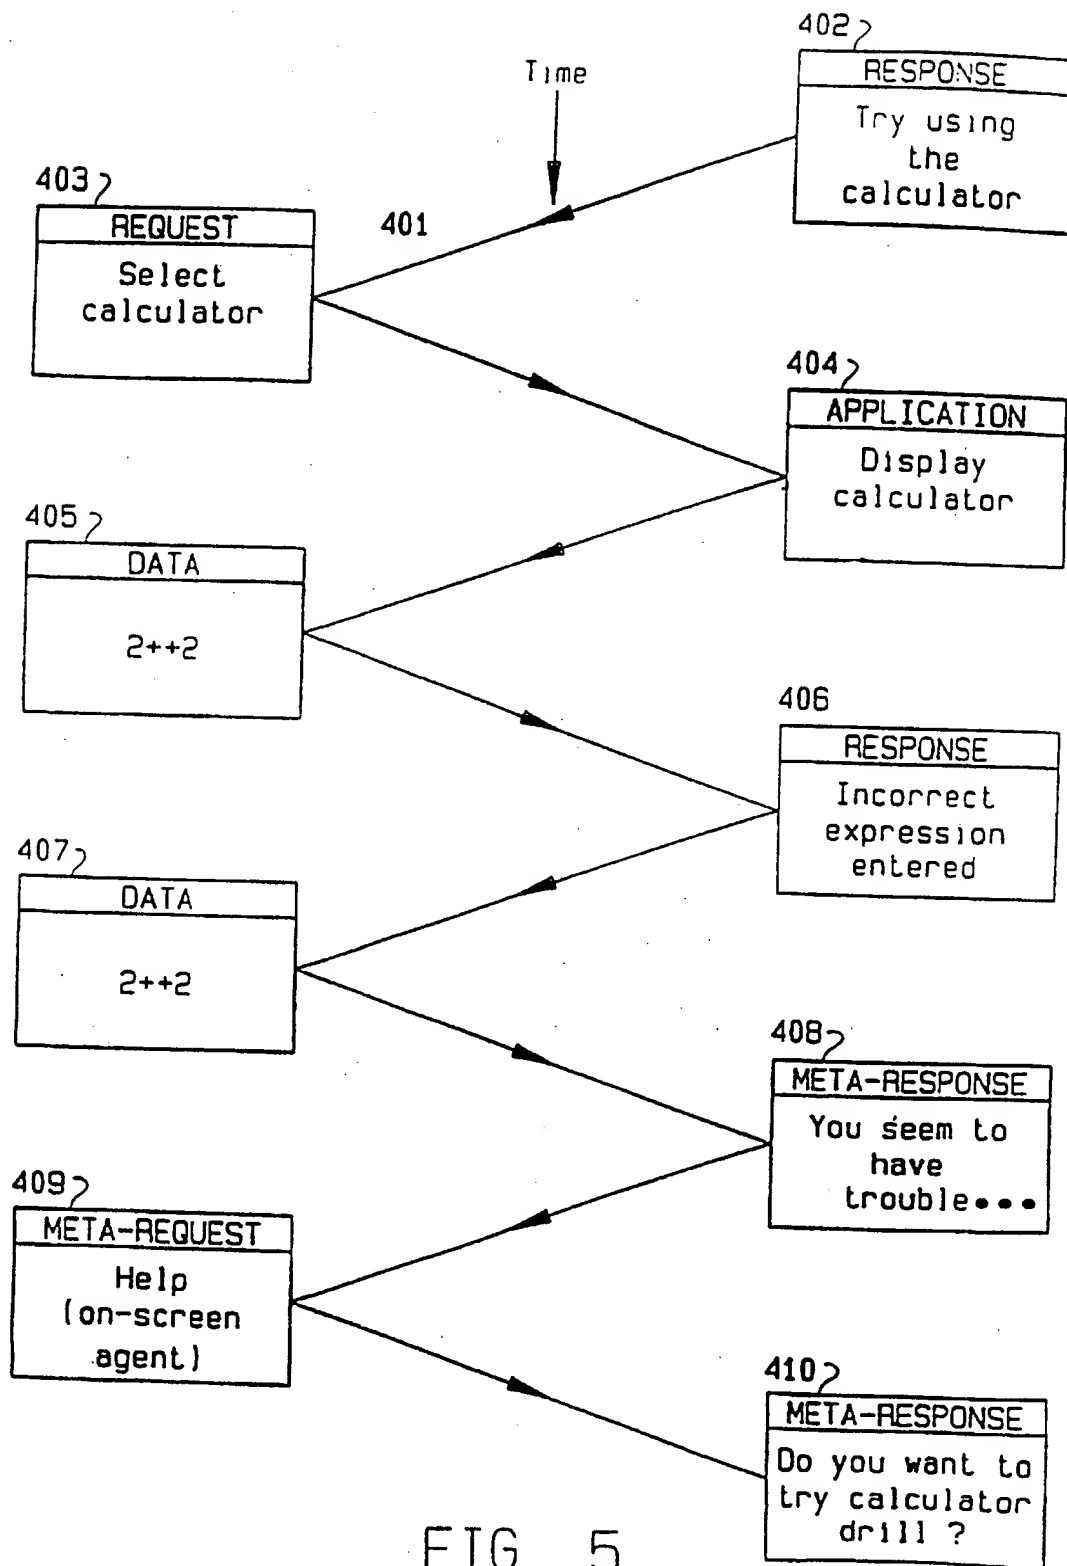 402
RESPONSE
Try using
the
calculator
Time
403
REQUEST
Select
calculator
401
404
APPLICATION
Display
calculator
405
DATA
2++2
406
RESPONSE
Incorrect
expression
entered
407
DATA
2++2
408
META-RESPONSE
You seem to
have
trouble•••
409
META-REQUEST
Help
(on-screen
agent)
410
META-RESPONSE
Do you want to
try calculator
drill ?
FIG 5